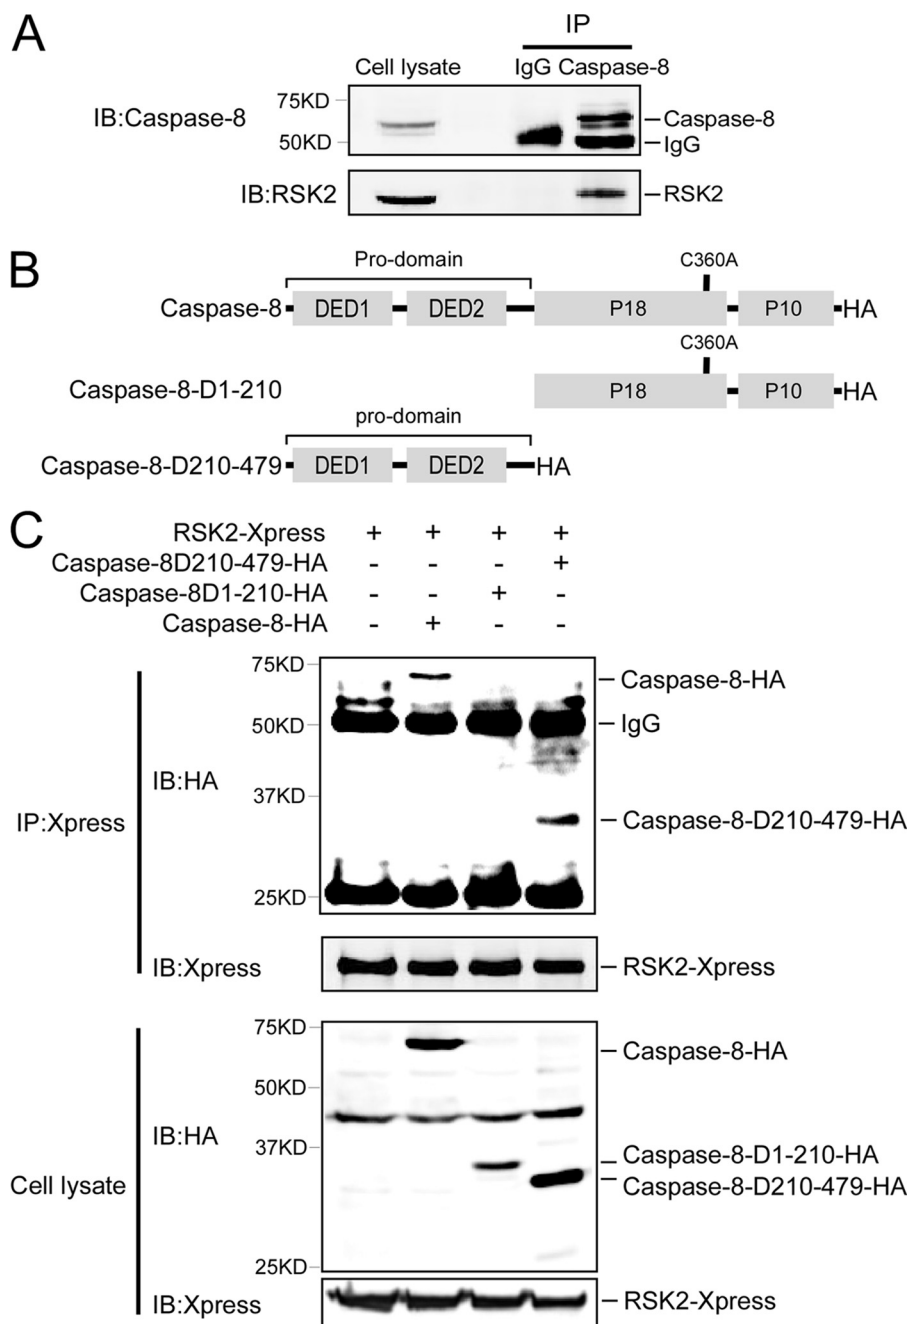 A
IP
Cell lysate
IgG Caspase-8
IB:Caspase-8
75KD
50KD
Caspase-8
IgG
IB:RSK2
RSK2
B
Pro-domain
C360A
Caspase-8
DED1 DED2 P18 P10 HA
C360A
Caspase-8-D1-210
P18 P10 HA
pro-domain
Caspase-8-D210-479
DED1 DED2 HA
C
RSK2-Xpress + + + +
Caspase-8D210-479-HA - - - +
Caspase-8D1-210-HA - - + -
Caspase-8-HA - + - -
IP:Xpress
IB:HA
75KD
50KD
37KD
25KD
Caspase-8-HA
IgG
Caspase-8-D210-479-HA
IB:Xpress
RSK2-Xpress
Cell lysate
IB:HA
75KD
50KD
37KD
25KD
Caspase-8-HA
Caspase-8-D1-210-HA
Caspase-8-D210-479-HA
IB:Xpress
RSK2-Xpress